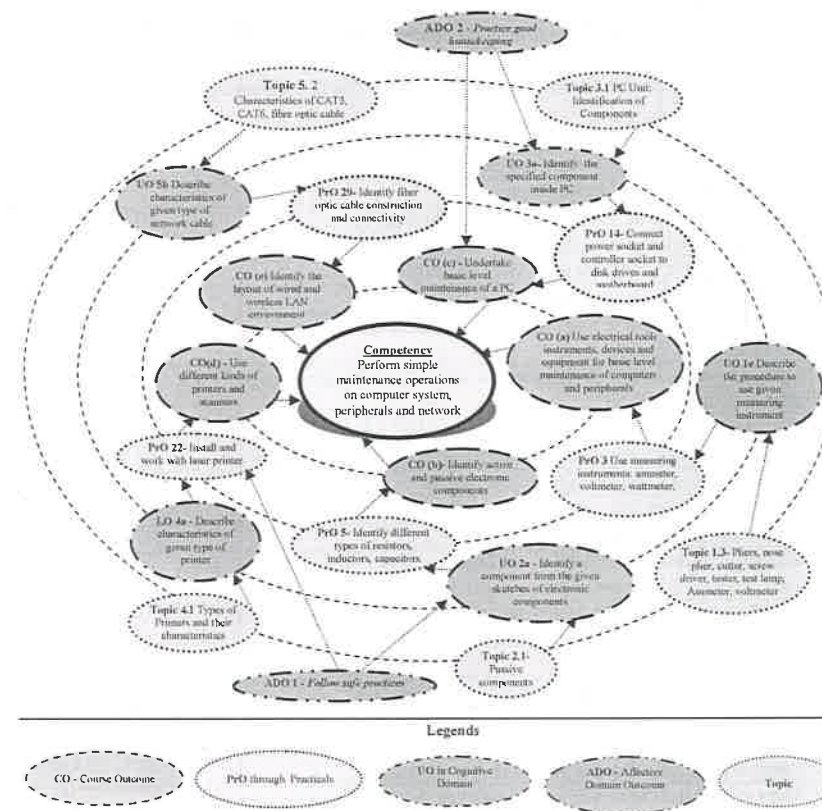 ADO 2 - Practice good
housekeeping
Topic 5. 2
Characteristics of CAT5,
CAT6, fibre optic cable
Topic 3.1 PC Unit:
Identification of
Components
UO 5b Describe
characteristics of
given type of
network cable
PrO 29- Identify fiber
optic cable construction
and connectivity
UO 3a- Identify the
specified component
inside PC
PrO 14- Connect
power socket and
controller socket to
disk drives and
motherboard
CO (e) Identify the
layout of wired and
wireless LAN
environment
CO (c) - Undertake
basic level
maintenance of a PC
CO(d) - Use
different kinds of
printers and
scanners
Competency
Perform simple
maintenance operations
on computer system,
peripherals and network
CO (a) Use electrical tools
instruments, devices and
equipment for basic level
maintenance of computers
and peripherals
UO 1e Describe
the procedure to
use given
measuring
instrument
PrO 22- Install and
work with laser printer
CO (b)- Identify active
and passive electronic
components
PrO 3 Use measuring
instruments: ammeter,
voltmeter, wattmeter,
4a - Describe
characteristics of
given type of
printer
PrO 5- Identify different
types of resistors,
inductors, capacitors
UO 2a - Identify a
component from the given
sketches of electronic
components
Topic 1.3- Pliers, nose
plier, cutter, screw
driver, tester, test lamp,
voltmeter
Topic 4.1 Types of
Printers and their
characteristics
Topic 2.1-
Passive
components
ADO 1 - Follow safe practices
Legends
CO - Course Outcome
PrO through Practicals
UO in Cognitive
Domain
ADO - Affective
Domain Outcome
Topic